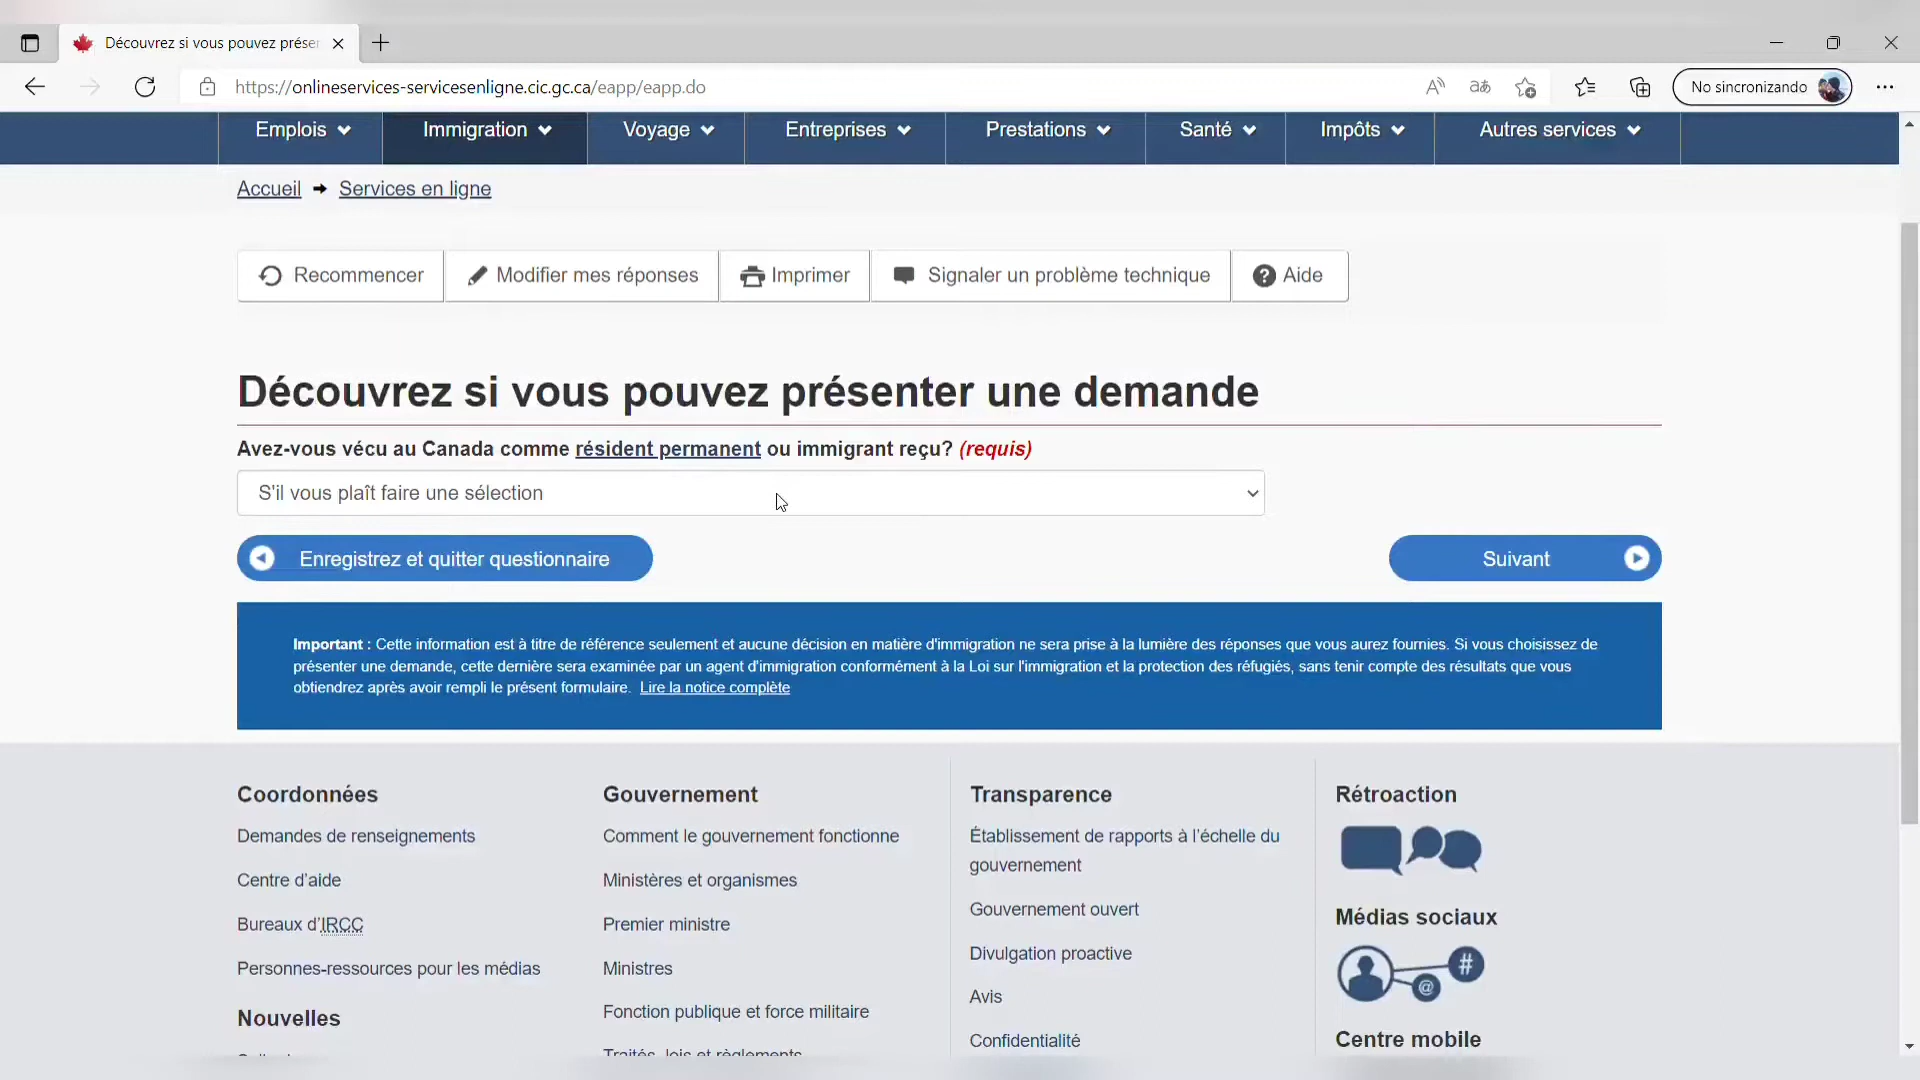 Découvrez si vous pouvez préser
https://onlineservices-servicesenligne.cic.gc.ca/eapp/eapp.do
No sincronizando
Emplois Immigration Voyage Entreprises Prestations Santé Impôts Autres services
Accueil Services en ligne
Recommencer Modifier mes réponses Imprimer Signaler un problème technique Aide
Découvrez si vous pouvez présenter une demande
Avez-vous vécu au Canada comme résident permanent ou immigrant reçu? (requis)
S'il vous plaît faire une sélection
Enregistrez et quitter questionnaire Suivant
Important : Cette information est à titre de référence seulement et aucune décision en matière d'immigration ne sera prise à la lumière des réponses que vous aurez fournies. Si vous choisissez de
présenter une demande, cette dernière sera examinée par un agent d'immigration conformément à la Loi sur l'immigration et la protection des réfugiés, sans tenir compte des résultats que vous
obtiendrez après avoir rempli le présent formulaire. Lire la notice complète
Coordonnées
Demandes de renseignements
Centre d'aide
Bureaux d'IRCC
Personnes-ressources pour les médias
Nouvelles
Gouvernement
Comment le gouvernement fonctionne
Ministères et organismes
Premier ministre
Ministres
Fonction publique et force militaire
Traités, lois et règlements
Transparence
Établissement de rapports à l'échelle du
gouvernement
Gouvernement ouvert
Divulgation proactive
Avis
Confidentialité
Rétroaction
Médias sociaux
#
@
Centre mobile